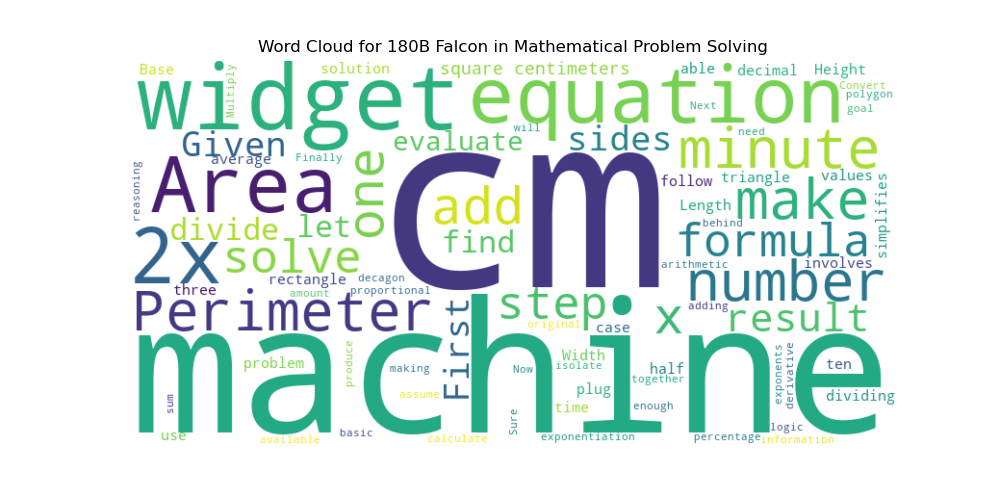 Word Cloud for 180B Falcon in Mathematical Problem Solving
Base Multiply solution square centimeters able decimal Height
widget equation Next Convert polygon goal
Given average Finally evaluate will sides need minute
reasoning Area one cm add follow triangle values
divide let find Length behind make simplifies
2x solve formula
rectangle decagon arithmetic involves
three amount proportional number
Perimeter First step original x adding result
machine case
problem produce making Now Width isolate half together exponents derivative ten
assume plug dividing
sum time enough
use available basic calculate Sure exponentiation percentage logic information